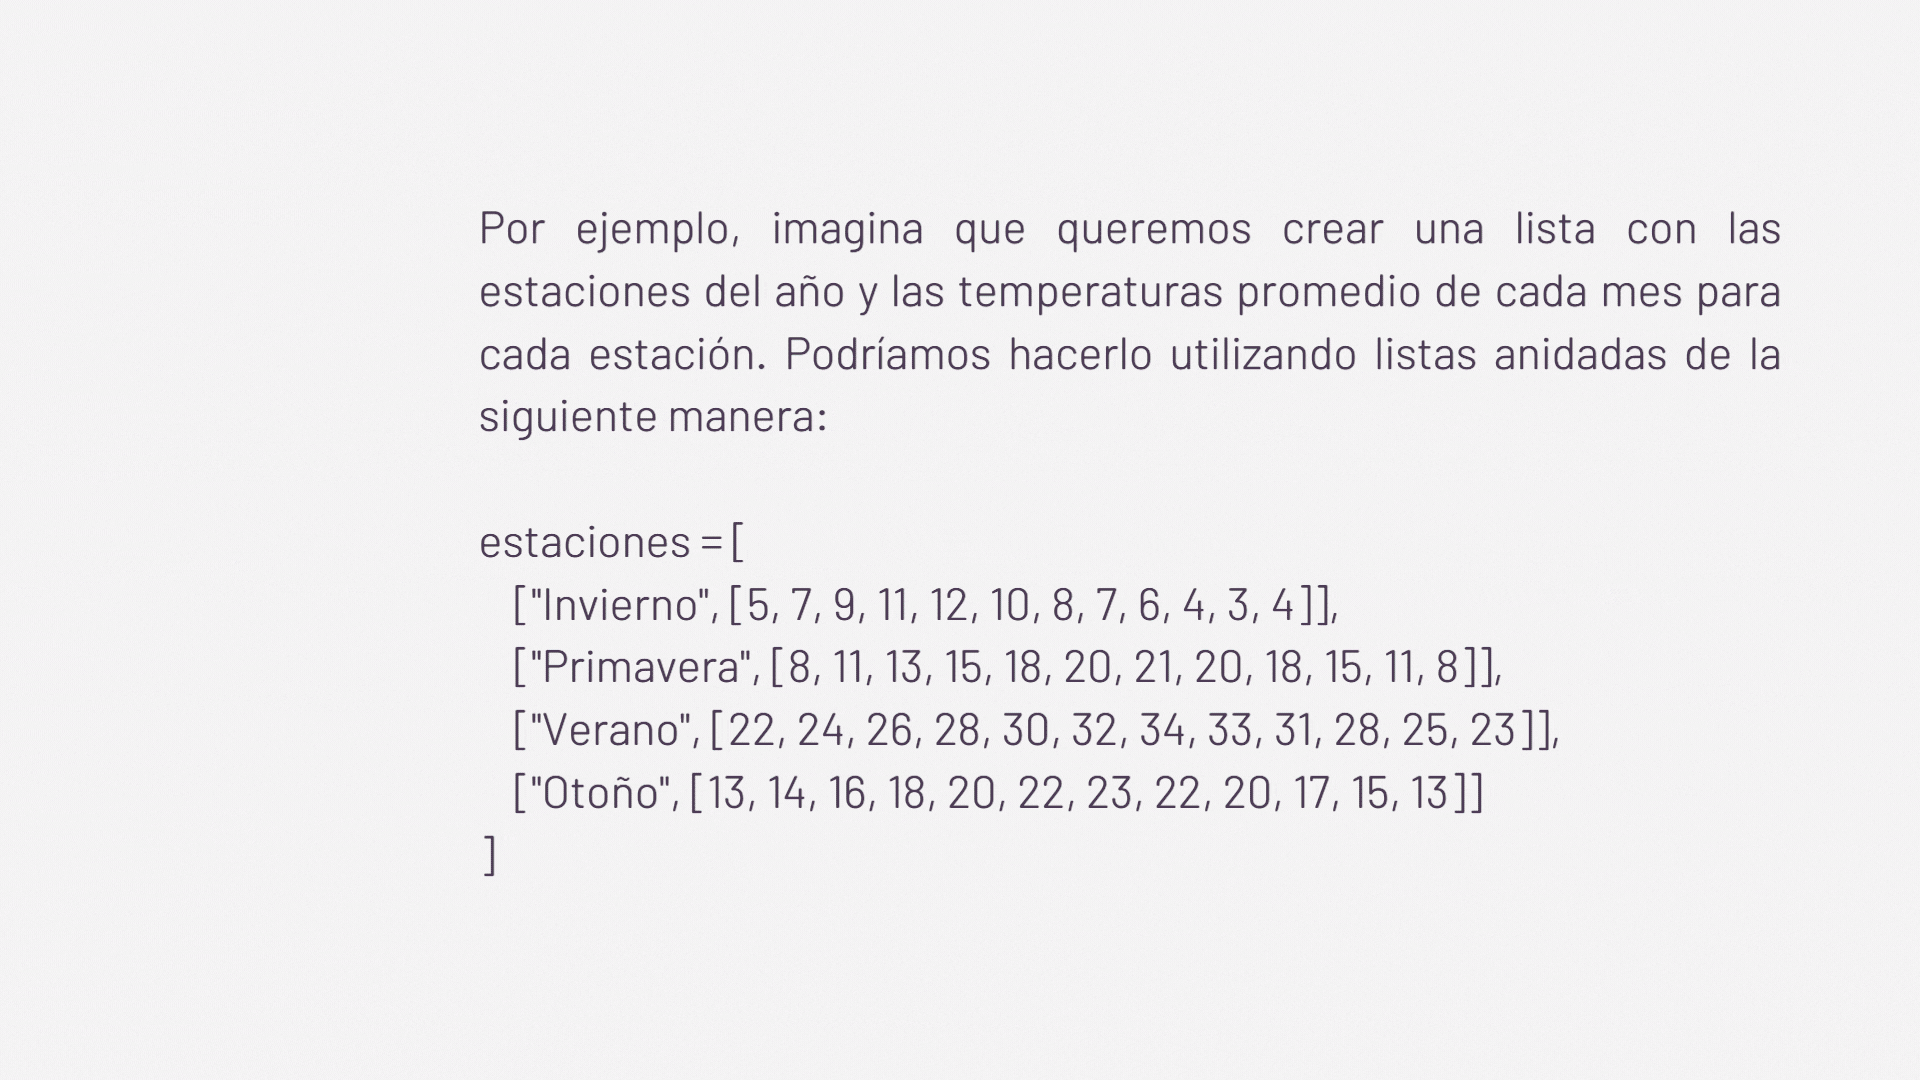 Por ejemplo, imagina que queremos crear una lista con las
estaciones del año y las temperaturas promedio de cada mes para
cada estación. Podríamos hacerlo utilizando listas anidadas de la
siguiente manera:
estaciones = [
["Invierno", [5, 7, 9, 11, 12, 10, 8, 7, 6, 4, 3, 4]],
["Primavera", [8, 11, 13, 15, 18, 20, 21, 20, 18, 15, 11, 8]],
["Verano", [22, 24, 26, 28, 30, 32, 34, 33, 31, 28, 25, 23]],
["Otoño", [13, 14, 16, 18, 20, 22, 23, 22, 20, 17, 15, 13]]
]